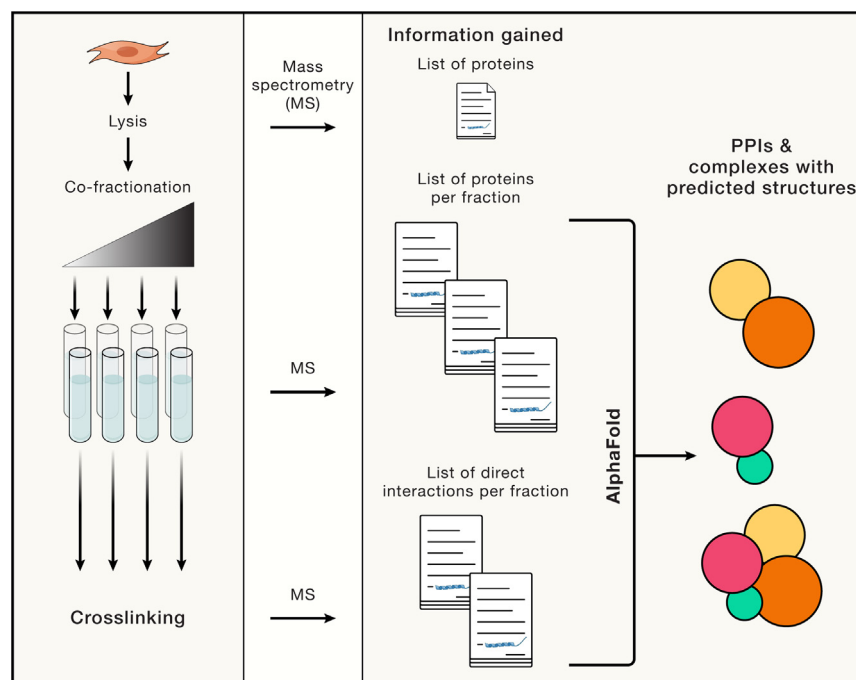 Lysis
Co-fractionation
Crosslinking
Mass
spectrometry
(MS)
MS
MS
Information gained
List of proteins
List of proteins
per fraction
List of direct
interactions per fraction
AlphaFold
PPIs &
complexes with
predicted structures